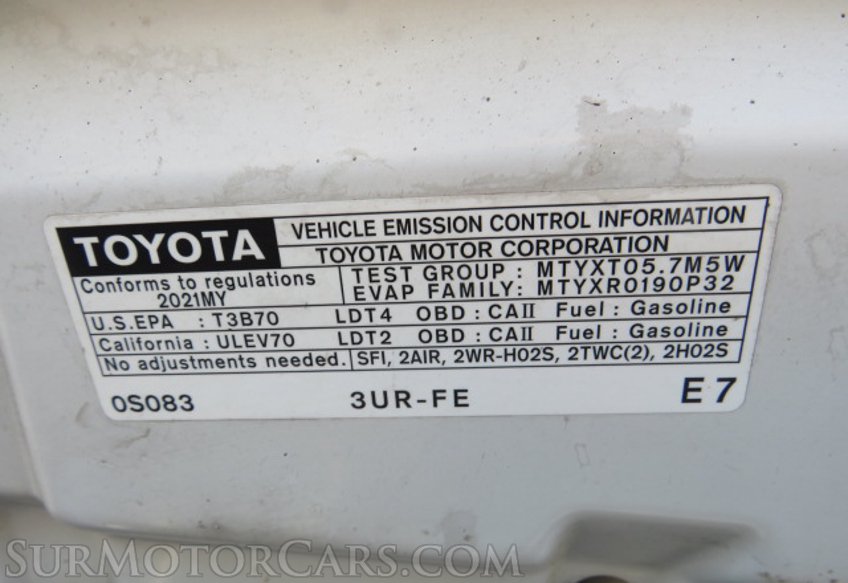 TOYOTA
VEHICLE EMISSION CONTROL INFORMATION
TOYOTA MOTOR CORPORATION
Conforms to regulations
2021MY
TEST GROUP : MTYXT05.7M5W
EVAP FAMILY: MTYXR0190P32
U.S.EPA : T3B70 LDT4 OBD : CAII Fuel : Gasoline
California : ULEV70 LDT2 OBD : CAII Fuel : Gasoline
No adjustments needed. SFI, 2AIR, 2WR-HO2S, 2TWC(2), 2HO2S
0S083 3UR-FE E7
SURMOTORCARS.COM